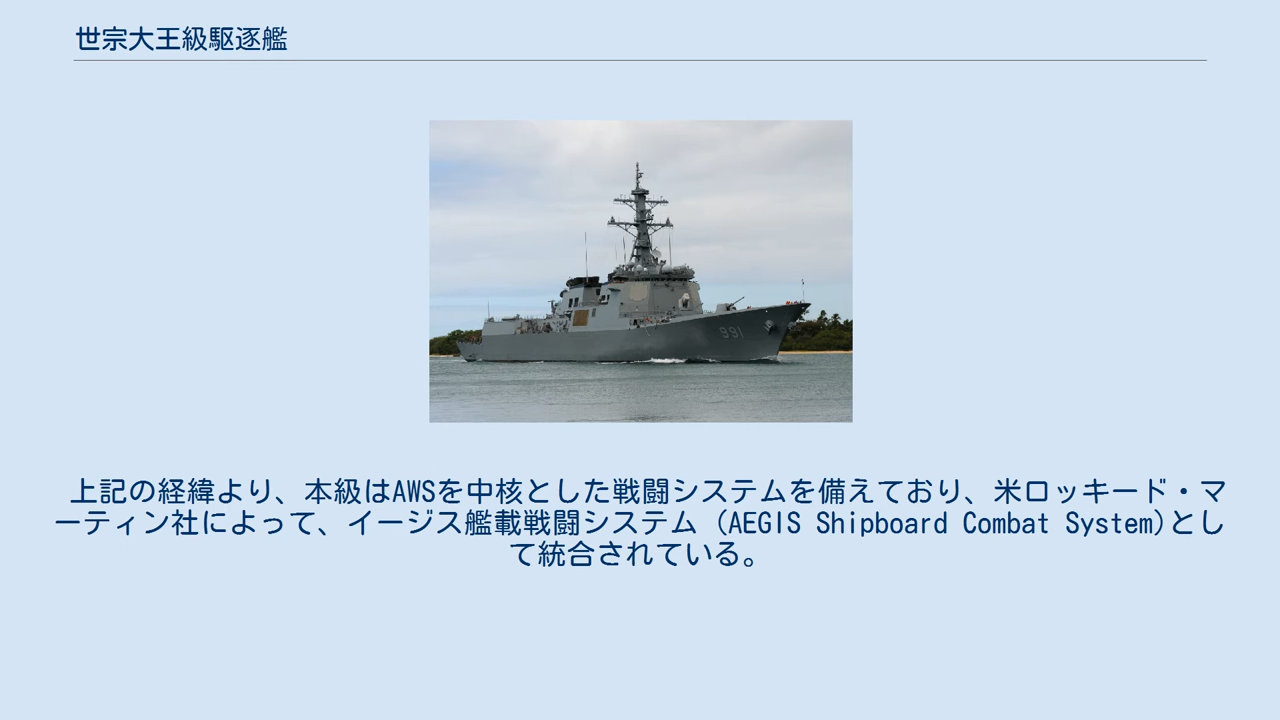 世宗大王級駆逐艦
991
上記の経緯より、本級はAWSを中核とした戦闘システムを備えており、米ロッキード・マ
ーティン社によって、イージス艦載戦闘システム (AEGIS Shipboard Combat System)とし
て統合されている。